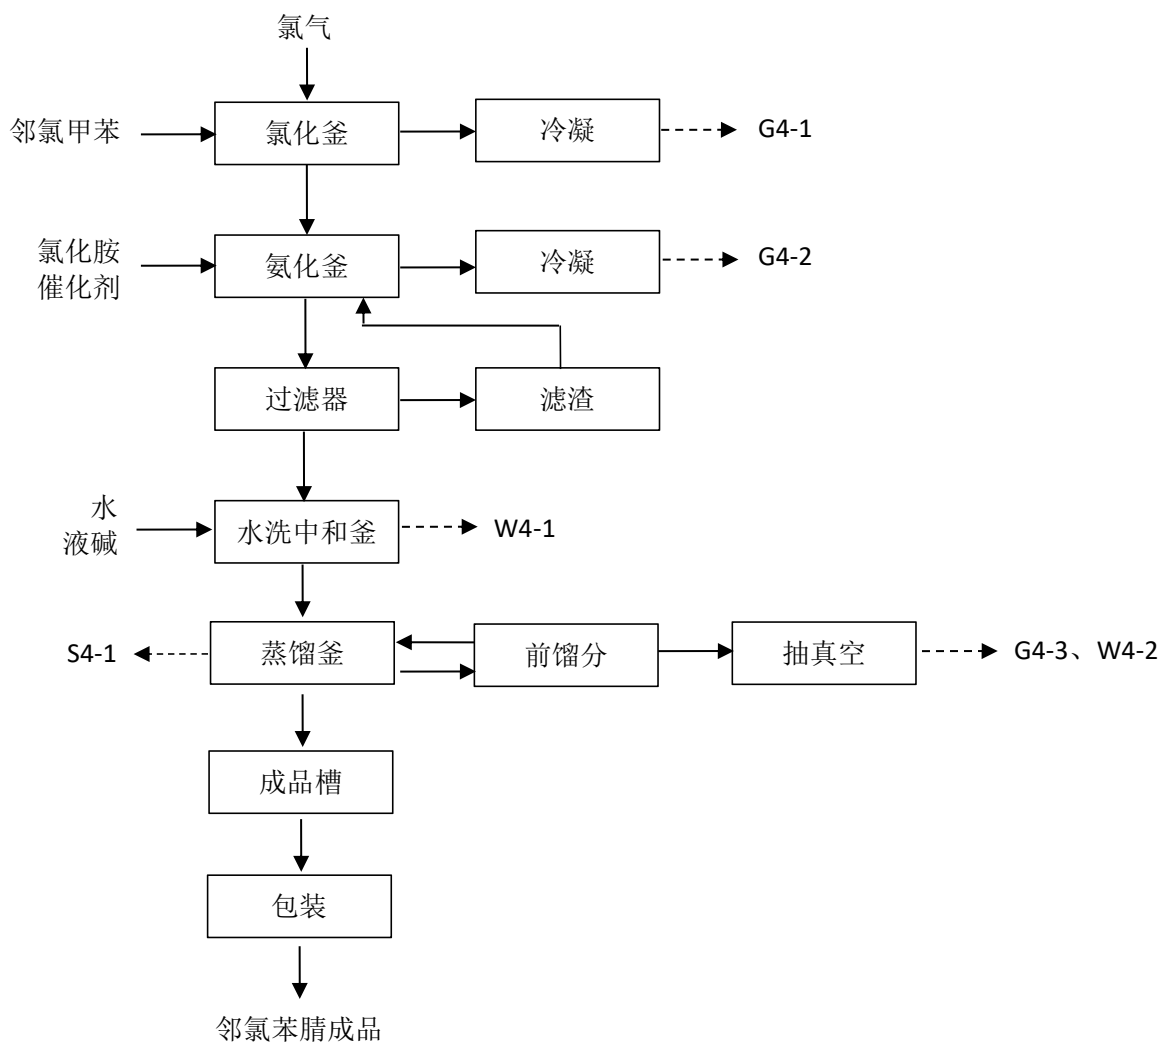 氯气
邻氯甲苯
氯化釜
冷凝
G4-1
氯化胺
催化剂
氨化釜
冷凝
G4-2
过滤器
滤渣
水
液碱
水洗中和釜
W4-1
S4-1
蒸馏釜
前馏分
抽真空
G4-3、W4-2
成品槽
包装
邻氯苯腈成品